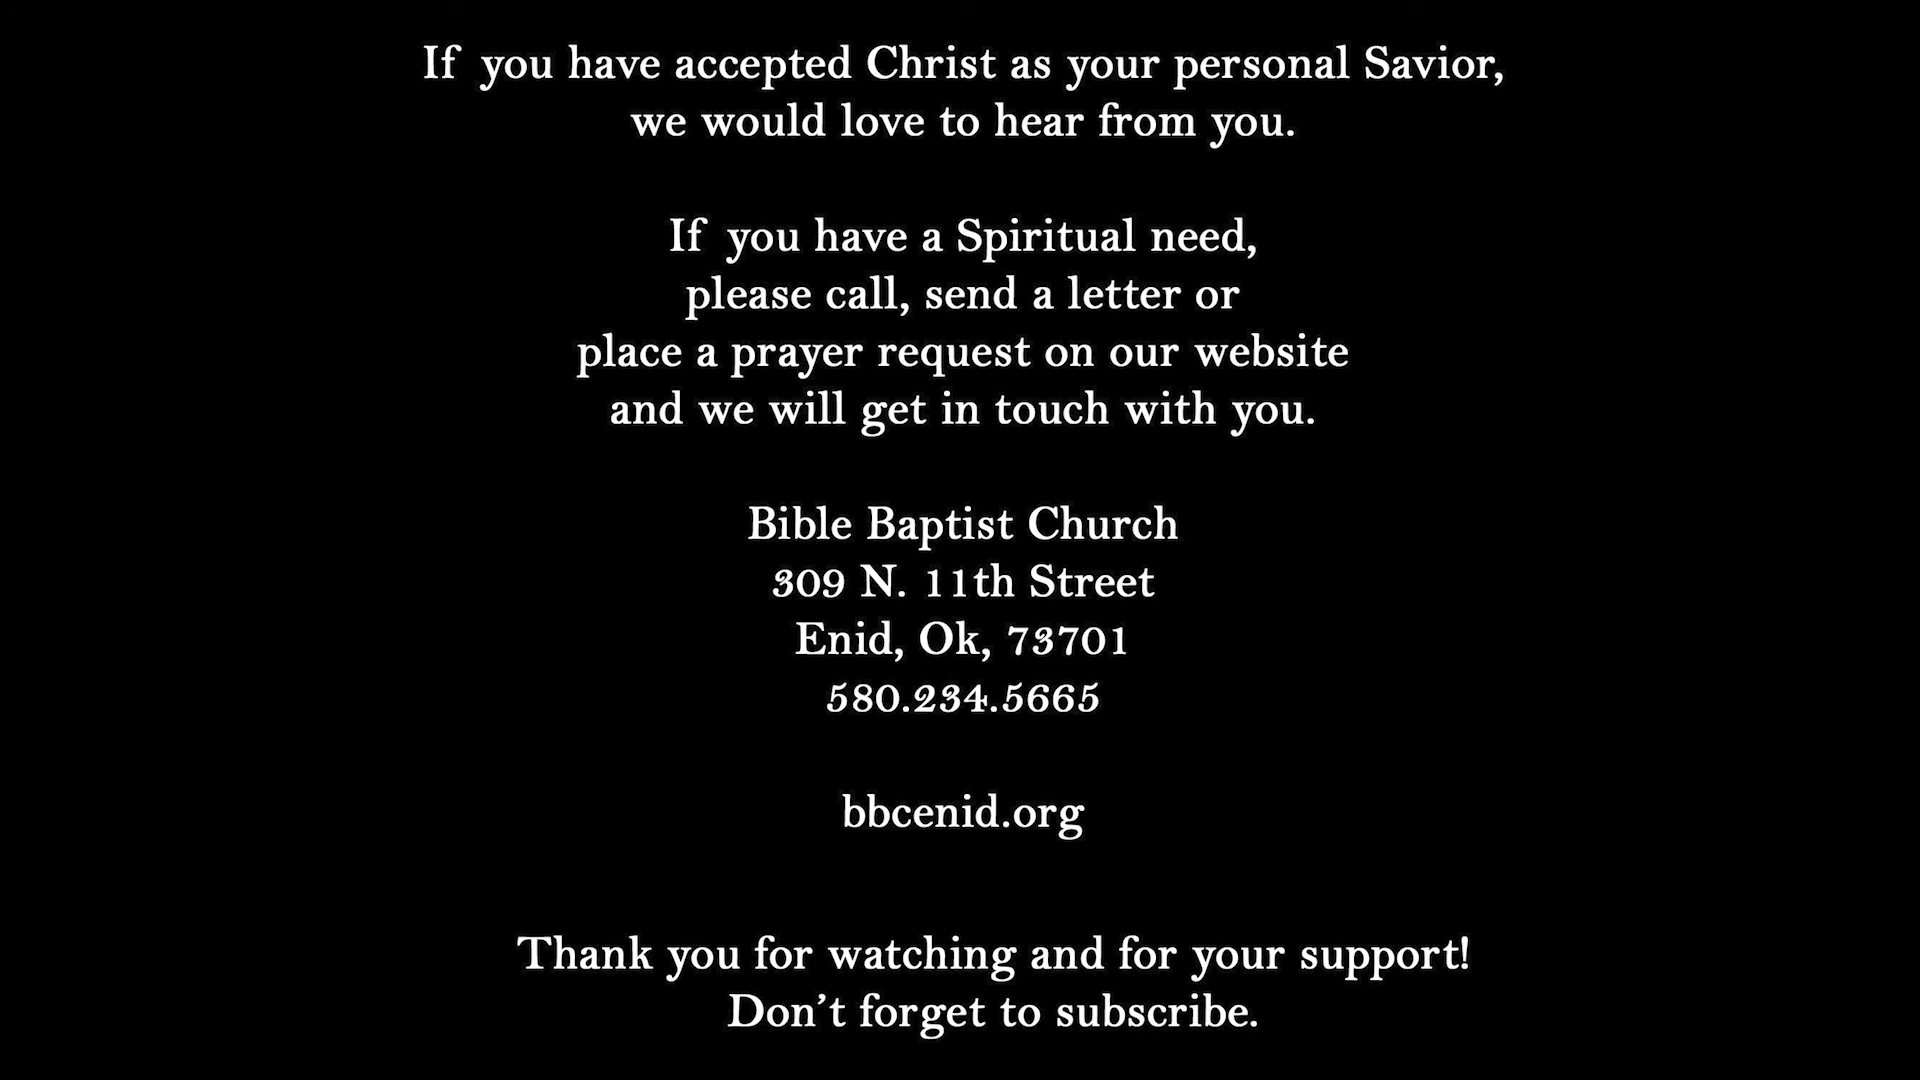 If you have accepted Christ as your personal Savior,
we would love to hear from you.
If you have a Spiritual need,
please call, send a letter or
place a prayer request on our website
and we will get in touch with you.
Bible Baptist Church
309 N. 11th Street
Enid, Ok, 73701
580.234.5665
bbcenid.org
Thank you for watching and for your support!
Don’t forget to subscribe.